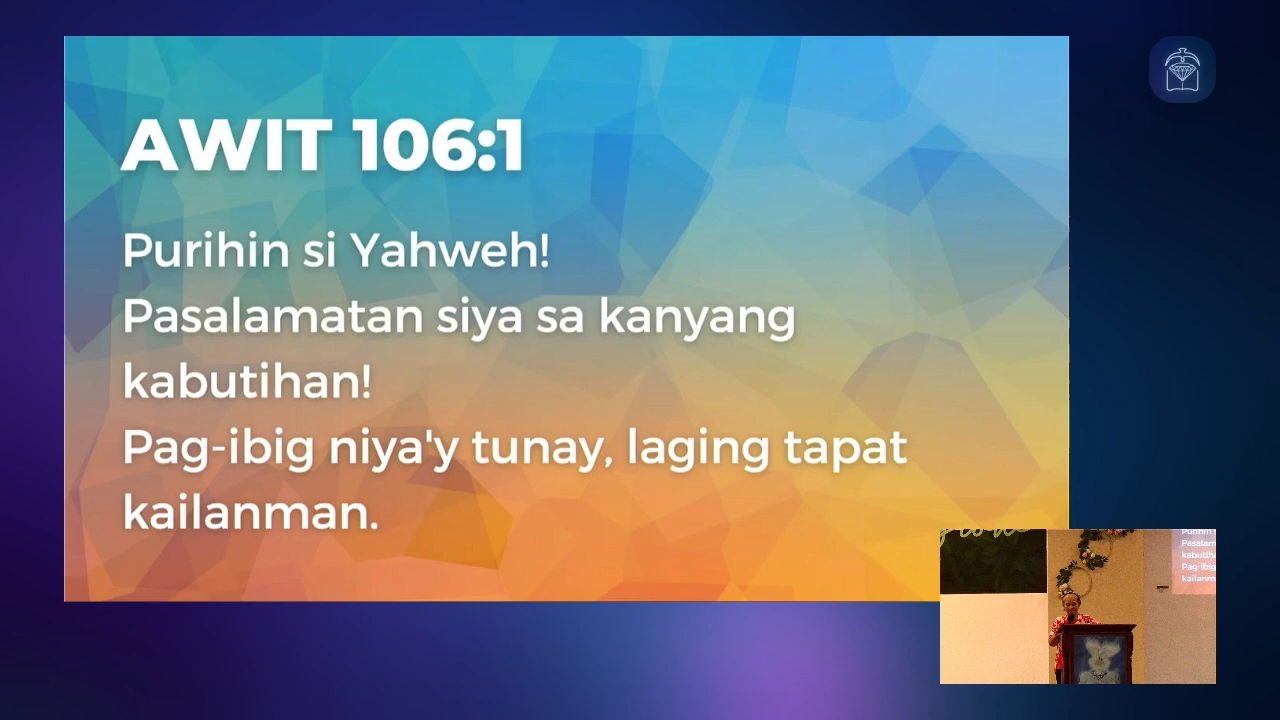 AWIT 106:1
Purihin si Yahweh!
Pasalamatan siya sa kanyang
kabutihan!
Pag-ibig niya'y tunay, laging tapat
kailanman.